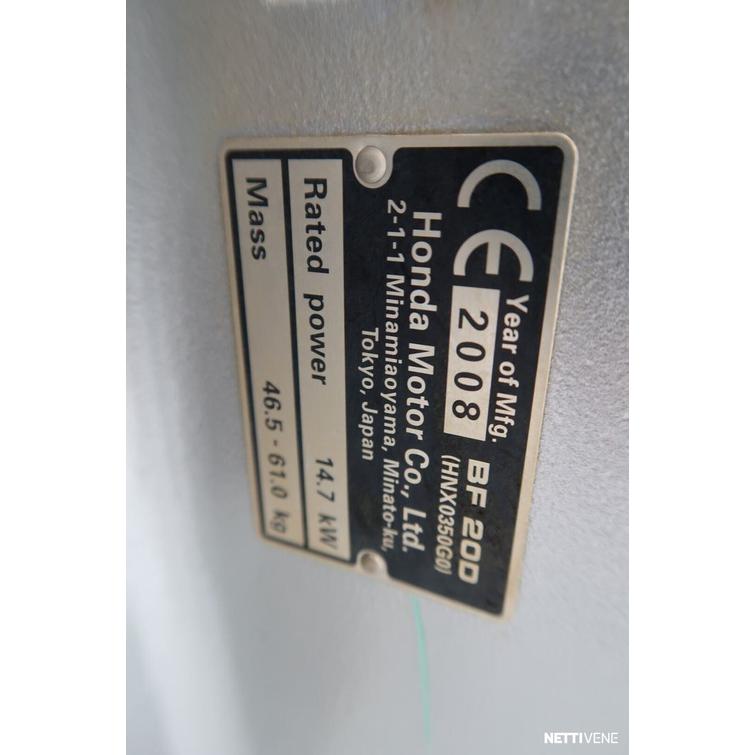 CE
Year of Mfg.
2008
BF 20D
(HNX0350G0)
Honda Motor Co., Ltd.
2-1-1 Minamiaoyama, Minato-ku,
Tokyo, Japan
Rated power 14.7 kW
Mass 46.5 - 61.0 kg
NETTIVENE